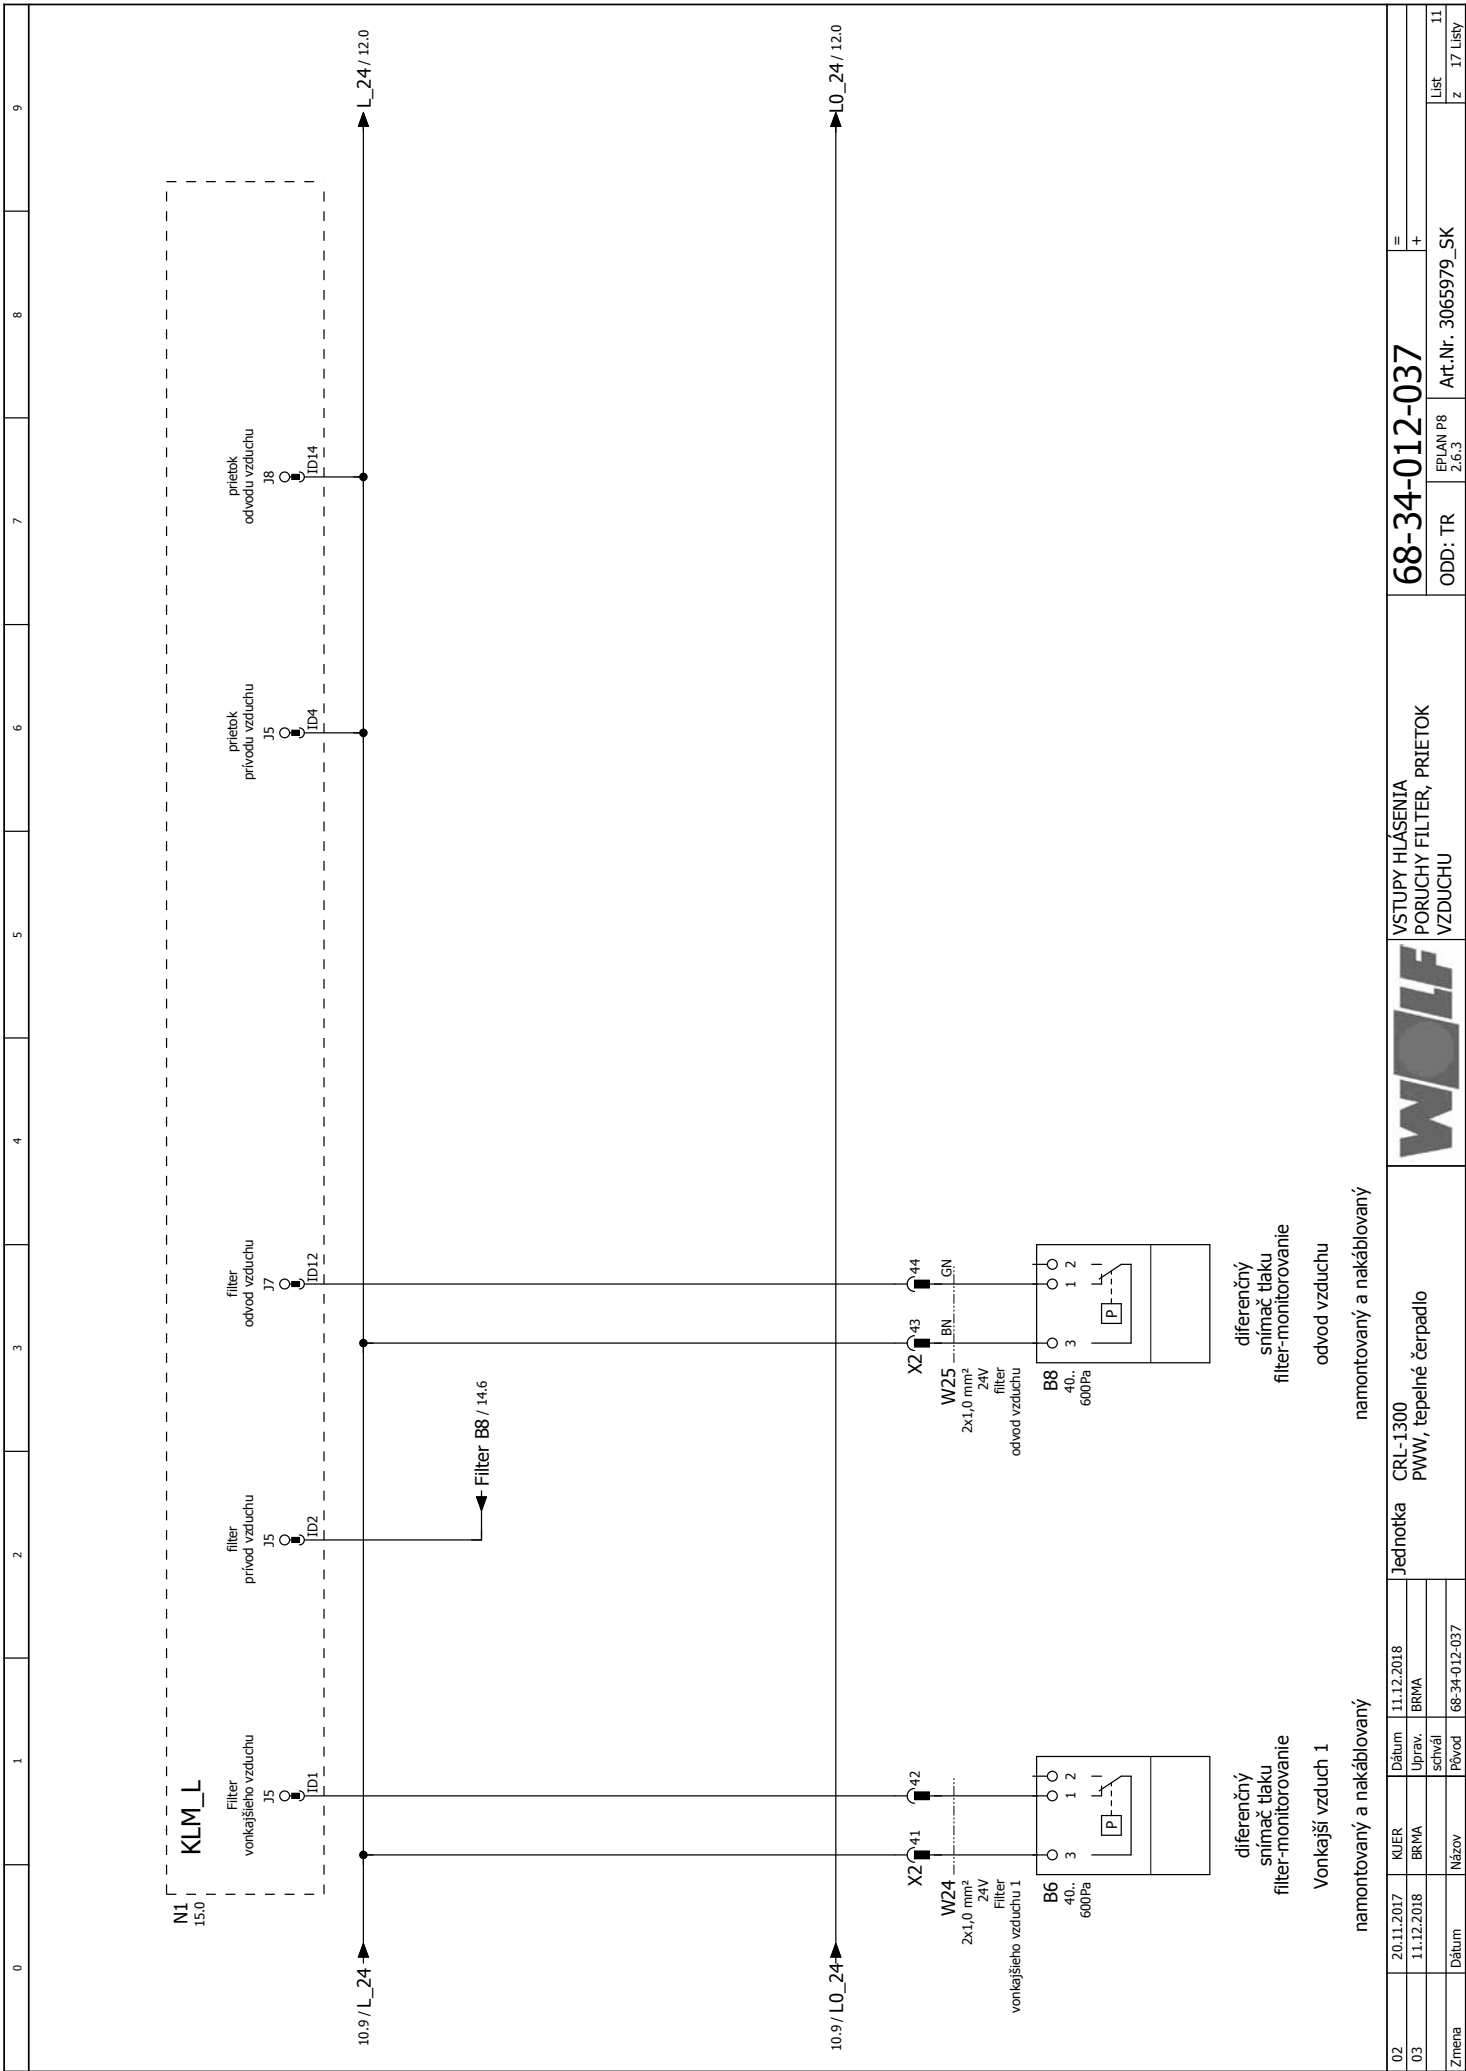 0 1 2 3 4 5 6 7 8 9
N1
15.0
KLM_L
Filter
vonkajšieho vzduchu
J5
ID1
filter
prívod vzduchu
J5
ID2
filter
odvod vzduchu
J7
ID12
prietok
prívodu vzduchu
J5
ID4
prietok
odvodu vzduchu
J8
ID14
10.9 / L_24
L_24 / 12.0
Filter B8 / 14.6
10.9 / L0_24
L0_24 / 12.0
X2 41 42
W24
2x1,0 mm²
24V
Filter
vonkajšieho vzduchu 1
B6
40..
600Pa
3 1 2
P
diferenčný
snímač tlaku
filter-monitorovanie
Vonkajší vzduch 1
namontovaný a nakáblovaný
X2 43 44
BN GN
W25
2x1,0 mm²
24V
filter
odvod vzduchu
B8
40..
600Pa
3 1 2
P
diferenčný
snímač tlaku
filter-monitorovanie
odvod vzduchu
namontovaný a nakáblovaný
02 20.11.2017 KUER Dátum 11.12.2018
03 11.12.2018 BRMA Uprav. BRMA
schvál
Zmena Dátum Názov Pôvod 68-34-012-037
Jednotka CRL-1300
PWW, tepelné čerpadlo
WOLF
VSTUPY HLÁSENIA
PORUCHY FILTER, PRIETOK
VZDUCHU
68-34-012-037
=
+
ODD: TR
EPLAN P8
2.6.3
Art.Nr. 3065979_SK
List 11
z 17 Listy